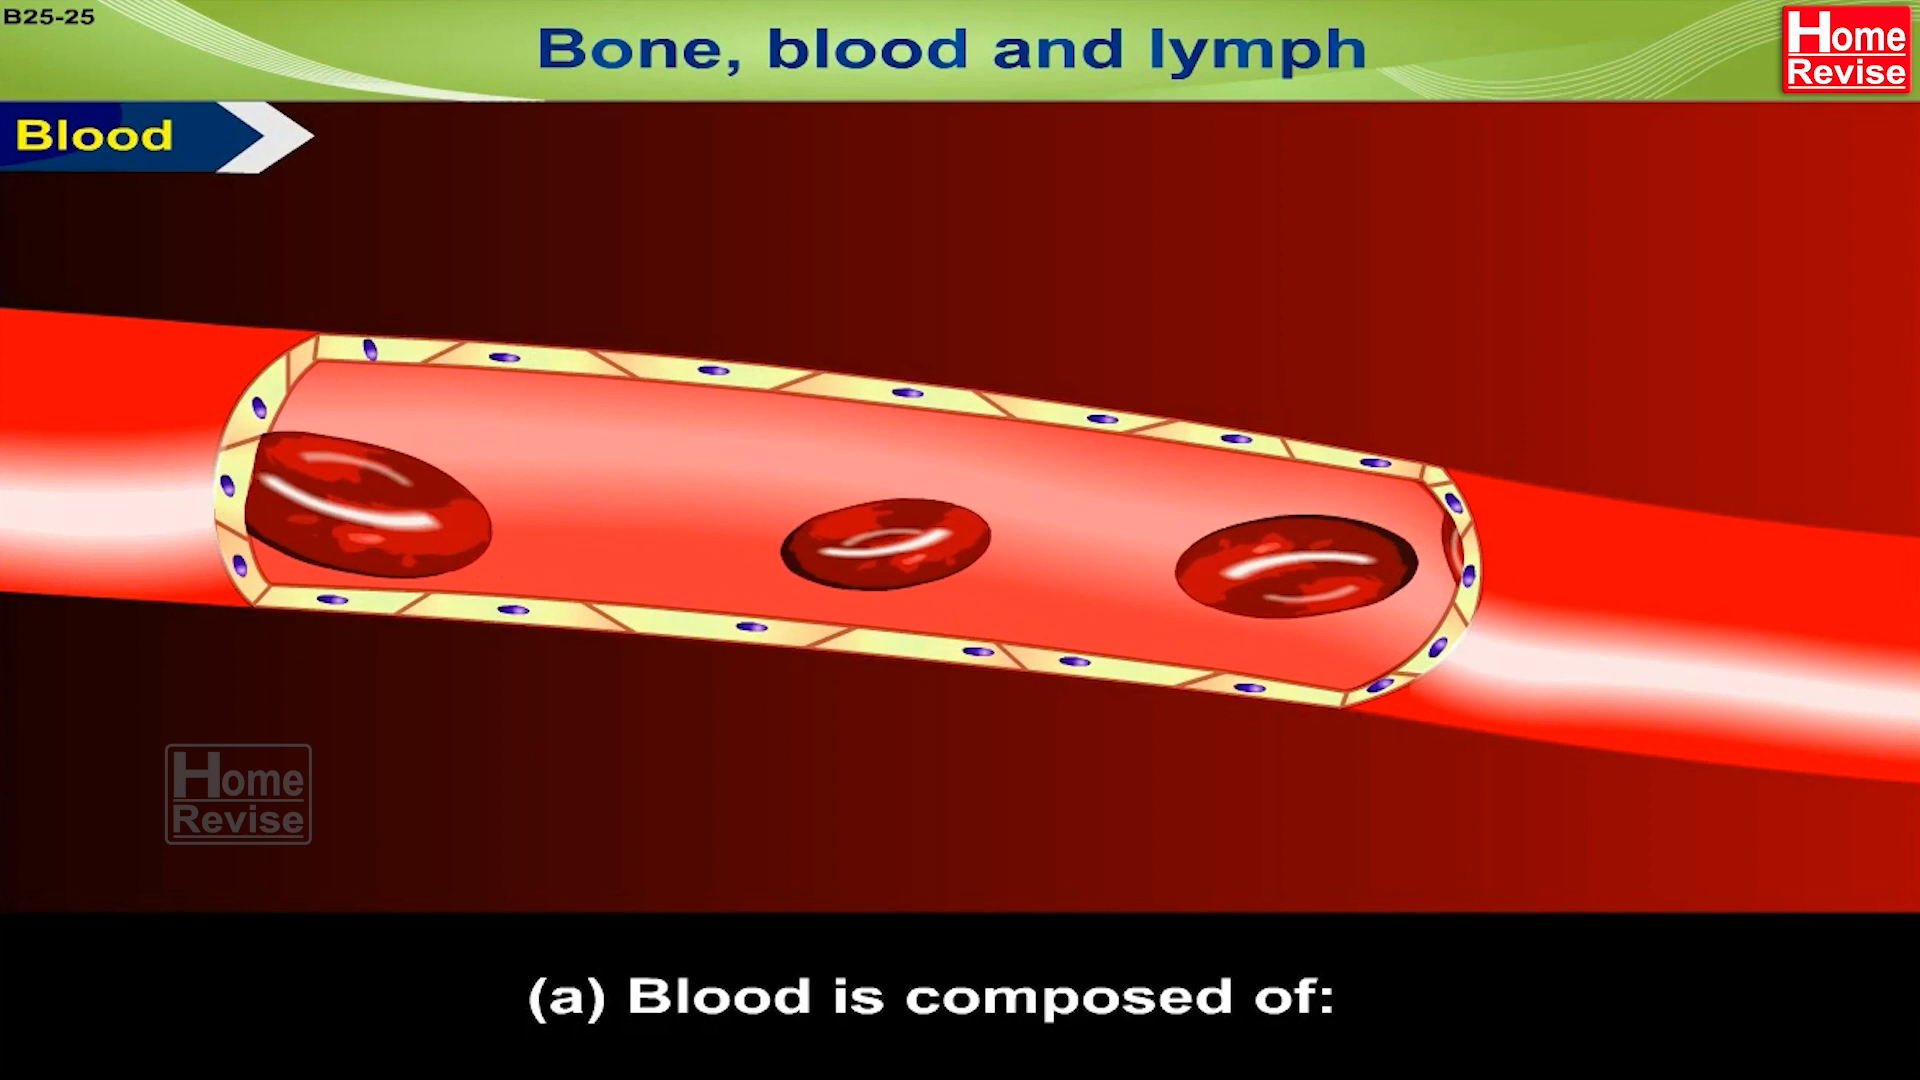 B25-25
Bone, blood and lymph
Home
Revise
Blood
Home
Revise
(a) Blood is composed of: